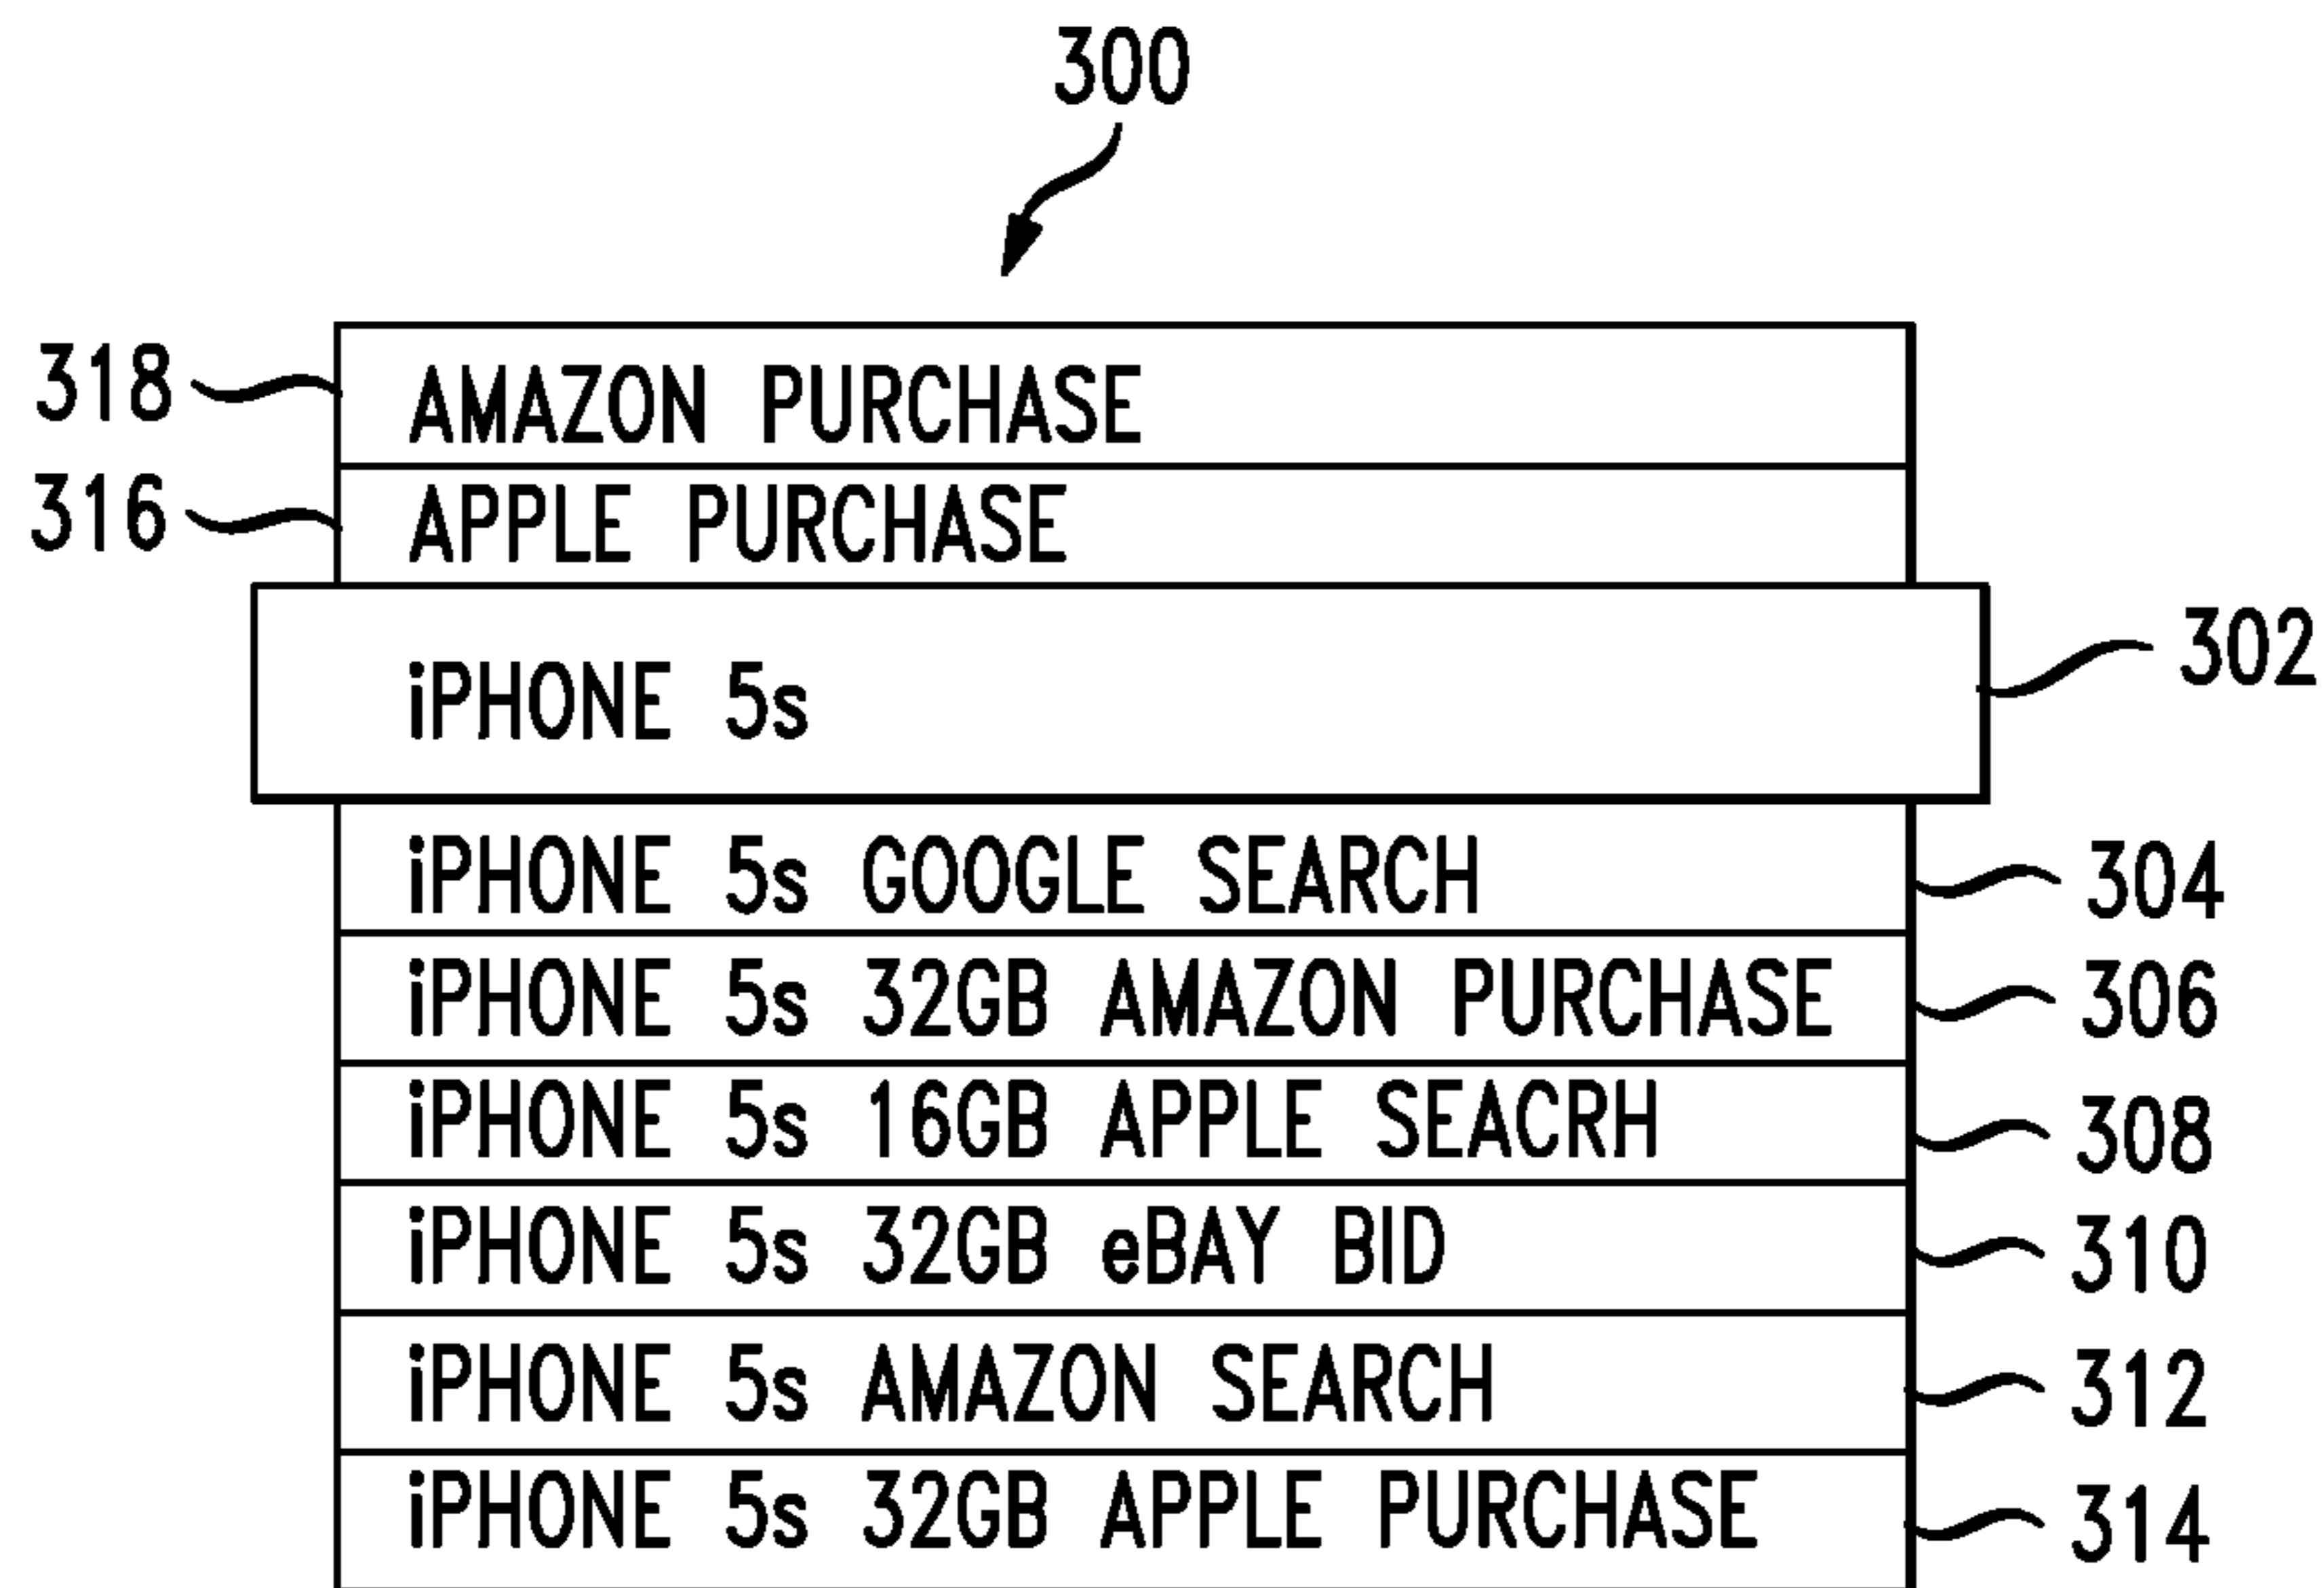 300
318 AMAZON PURCHASE
316 APPLE PURCHASE
iPHONE 5s 302
iPHONE 5s GOOGLE SEARCH 304
iPHONE 5s 32GB AMAZON PURCHASE 306
iPHONE 5s 16GB APPLE SEACRH 308
iPHONE 5s 32GB eBAY BID 310
iPHONE 5s AMAZON SEARCH 312
iPHONE 5s 32GB APPLE PURCHASE 314